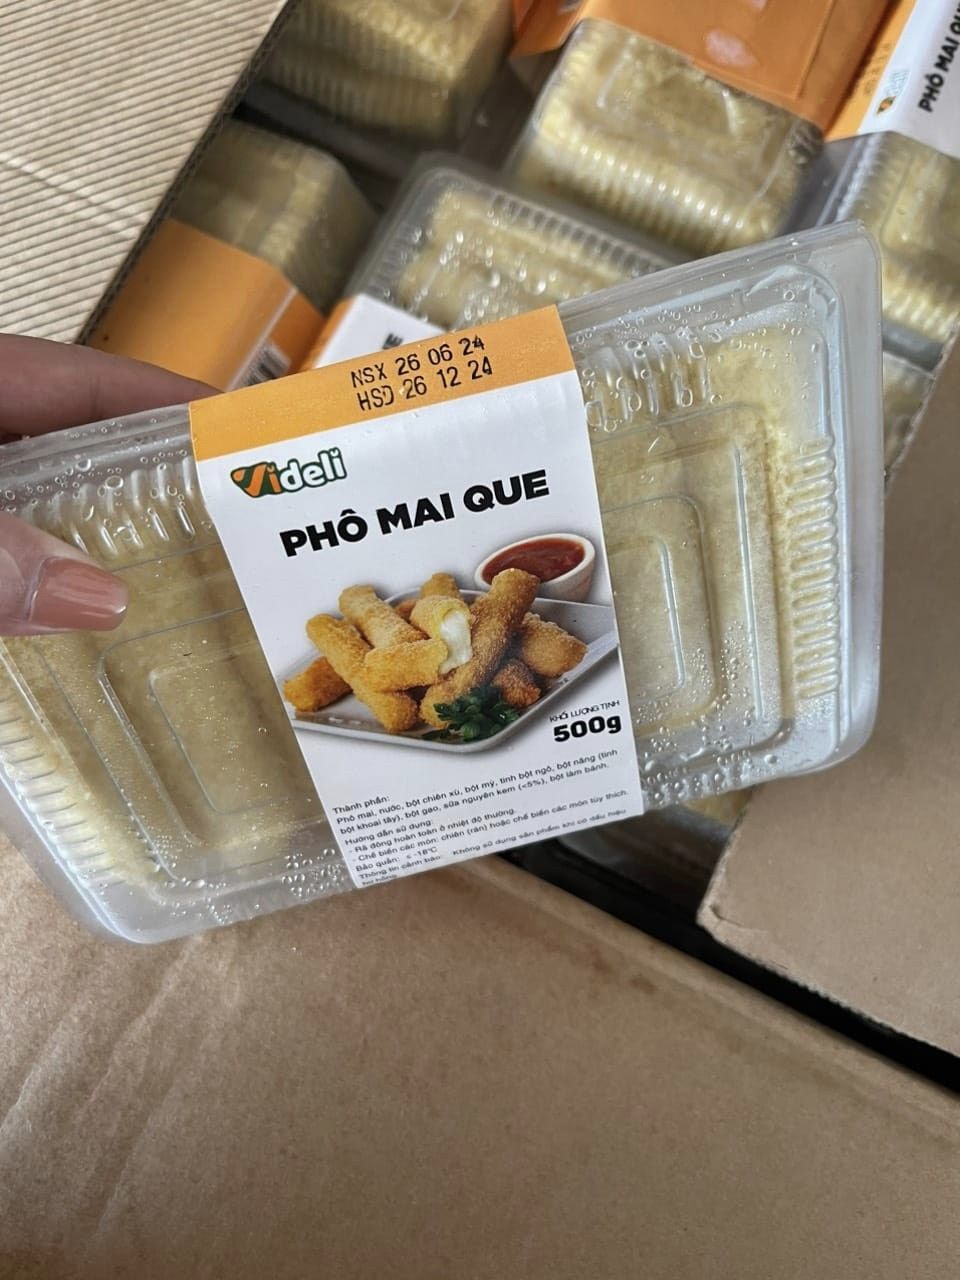 NSX 26 06 24
HSD 26 12 24
Videli
PHÔ MAI QUE
KHỐI LƯỢNG TỊNH
500g
Thành phần:
Phô mai, nước, bột chiên xù, bột mỳ, tinh bột ngô, bột năng (tinh
bột khoai tây), bột gạo, sữa nguyên kem (<5%), bột làm bánh.
Hướng dẫn sử dụng:
- Rã đông hoàn toàn ở nhiệt độ thường.
- Chế biến các món: chiên (rán) hoặc chế biến các món tùy thích.
Bảo quản: ≤ -18°C
Thông tin cảnh báo: Không sử dụng sản phẩm khi có dấu hiệu
hư hỏng
ideli
PHÔ MAI QU
E